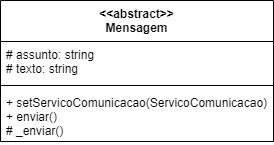 <<abstract>>
Mensagem
# assunto: string
# texto: string
+ setServicoComunicacao(ServicoComunicacao)
+ enviar()
# _enviar()